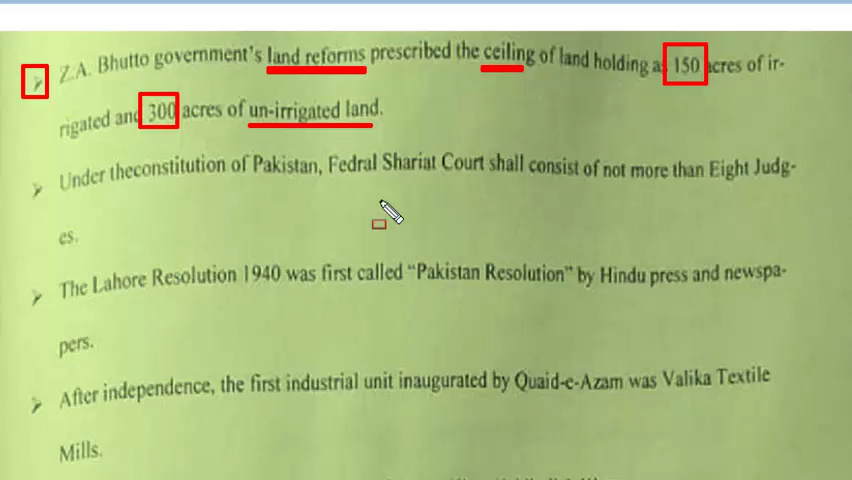 Z.A. Bhutto government's land reforms prescribed the ceiling of land holding as 150 acres of ir-
rigated and 300 acres of un-irrigated land.
Under theconstitution of Pakistan, Fedral Shariat Court shall consist of not more than Eight Judg-
es.
The Lahore Resolution 1940 was first called “Pakistan Resolution” by Hindu press and newspa-
pers.
After independence, the first industrial unit inaugurated by Quaid-e-Azam was Valika Textile
Mills.